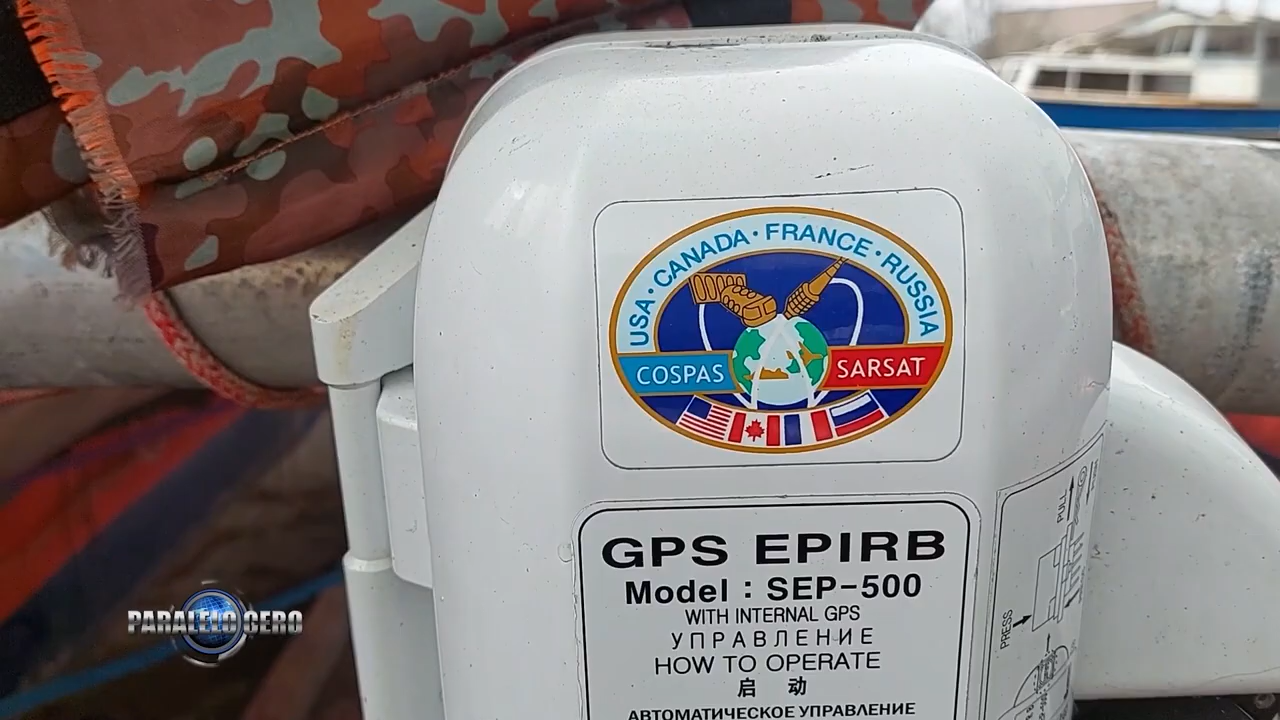 USA · CANADA · FRANCE · RUSSIA
COSPAS SARSAT
GPS EPIRB
Model : SEP-500
WITH INTERNAL GPS
УПРАВЛЕНИЕ
HOW TO OPERATE
启 动
АВТОМАТИЧЕСКОЕ УПРАВЛЕНИЕ
PULL
PRESS
PARALELO CERO